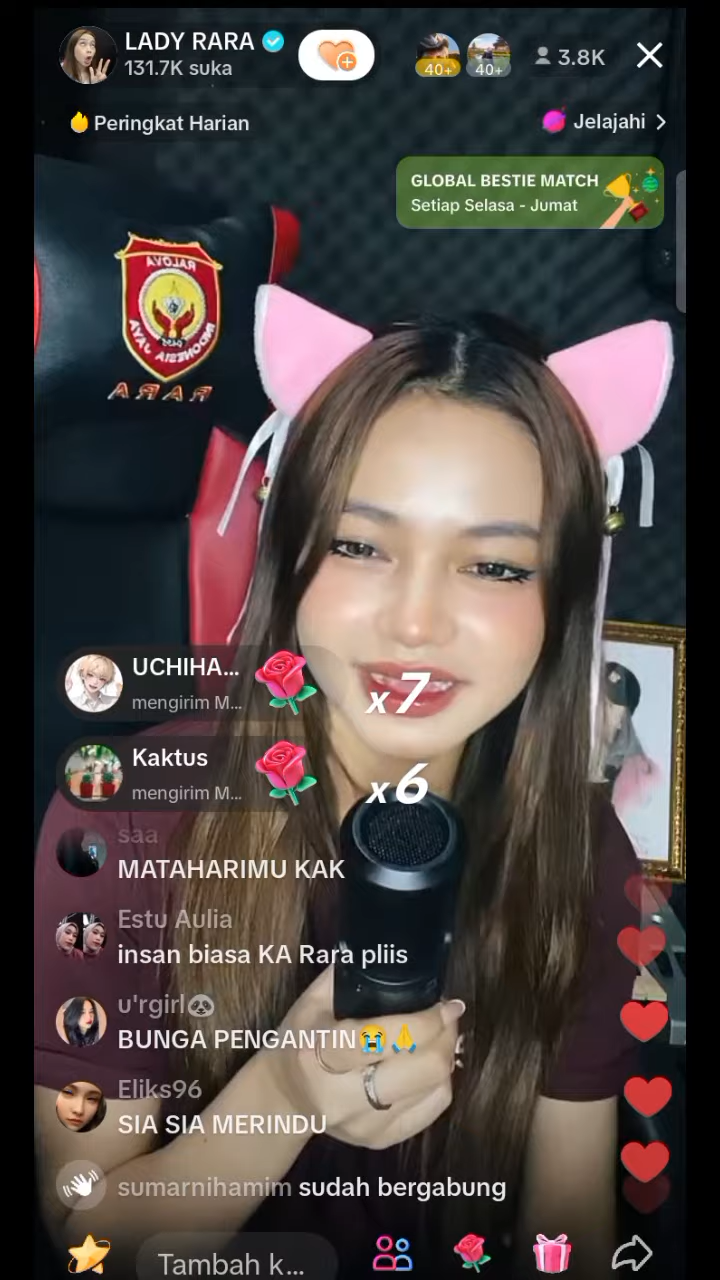 LADY RARA
131.7K suka
40+
40+
3.8K
Peringkat Harian
Jelajahi
GLOBAL BESTIE MATCH
Setiap Selasa - Jumat
RALOVA
INDONESIA JAYA
RARA
UCHIHA...
mengirim M...
x7
Kaktus
mengirim M...
x6
saa
MATAHARIMU KAK
Estu Aulia
insan biasa KA Rara pliis
u'rgirl🐼
BUNGA PENGANTIN😭🙏
Eliks96
SIA SIA MERINDU
sumarnihamim sudah bergabung
Tambah k...